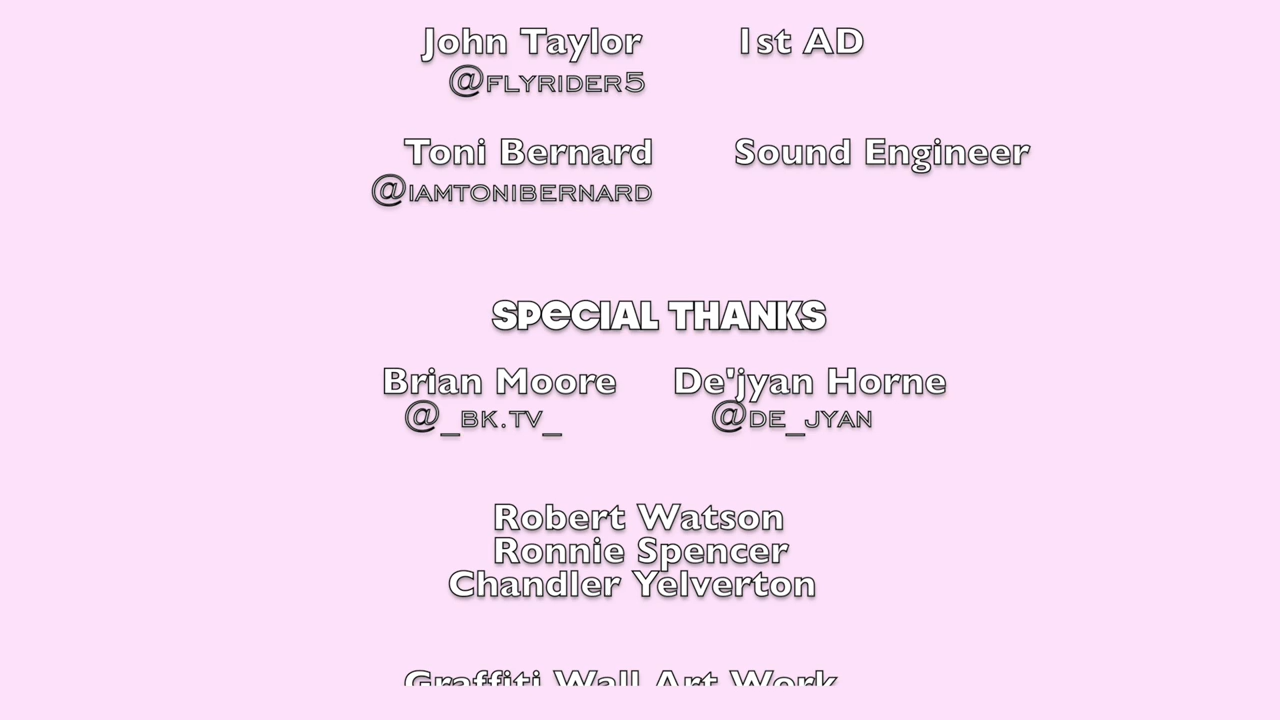 John Taylor 1st AD
@FLYRIDER5
Toni Bernard Sound Engineer
@IAMTONIBERNARD
SPeCIAL THANKS
Brian Moore De'jyan Horne
@_BK.TV_ @DE_JYAN
Robert Watson
Ronnie Spencer
Chandler Yelverton
Graffiti Wall Art Work